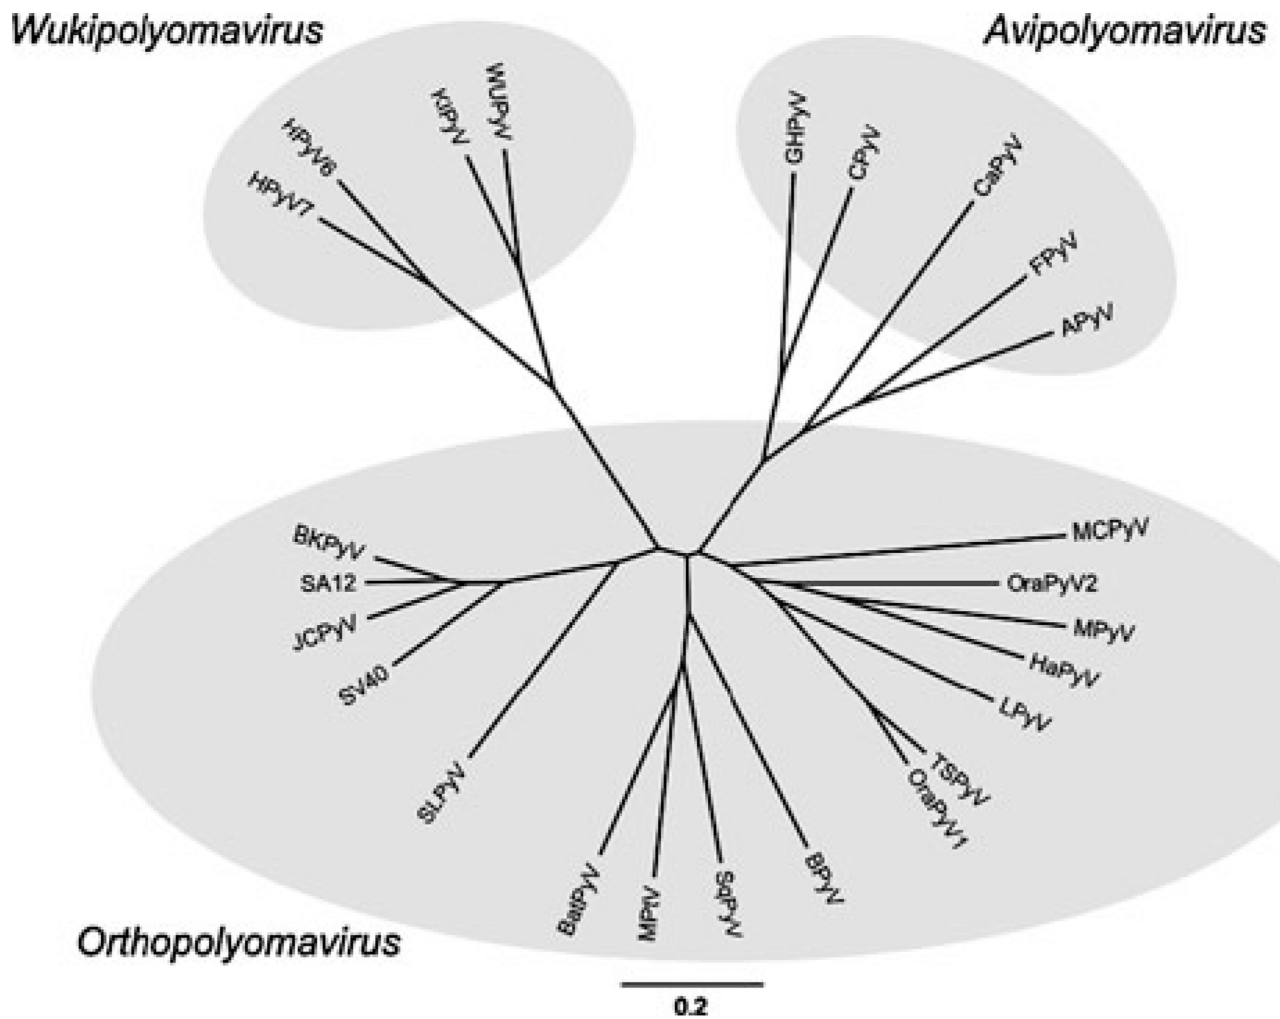 Wukipolyomavirus
Avipolyomavirus
HPyV7
HPyV6
KIPyV
WUPyV
GHPyV
CPyV
CaPyV
FPyV
APyV
BKPyV
SA12
JCPyV
SV40
SLPyV
BatPyV
MPtV
SqPyV
BPyV
OraPyV1
TSPyV
LPyV
HaPyV
MPyV
OraPyV2
MCPyV
Orthopolyomavirus
0.2